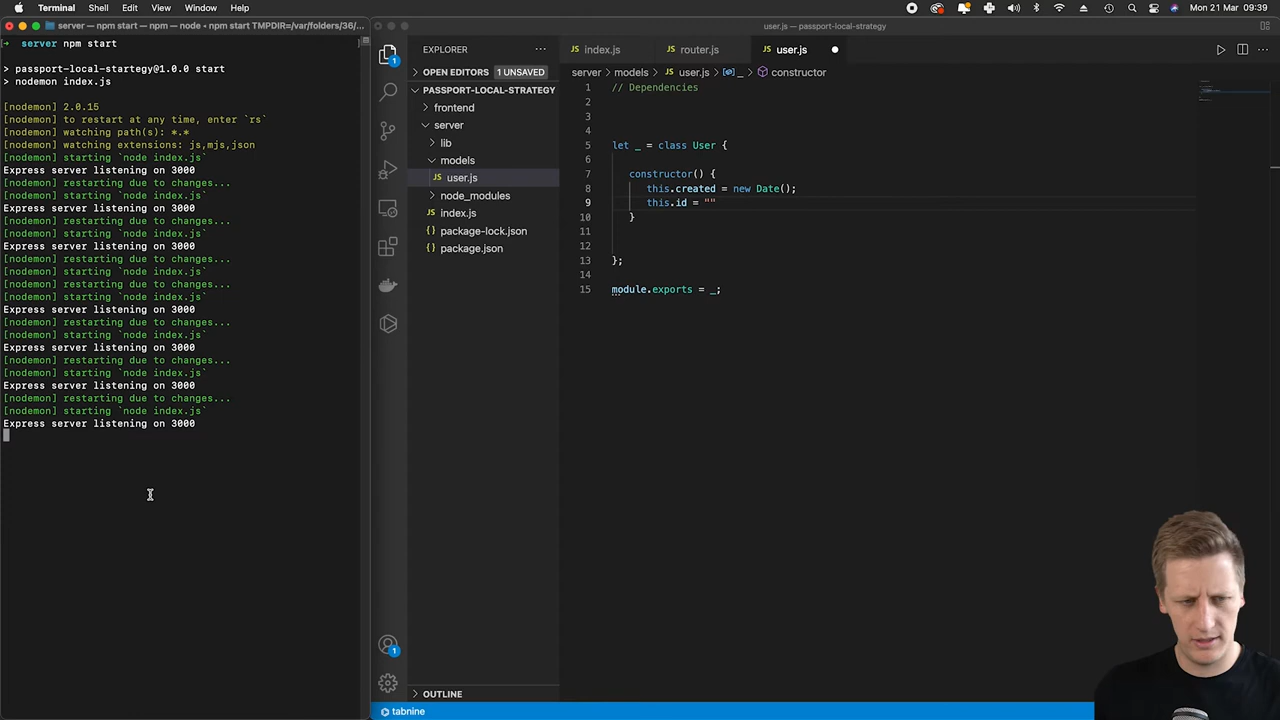 Terminal Shell Edit View Window Help
Mon 21 Mar 09:39
server — npm start — npm — node ◂ npm start TMPDIR=/var/folders/36/...
➜ server npm start
> passport-local-startegy@1.0.0 start
> nodemon index.js
[nodemon] 2.0.15
[nodemon] to restart at any time, enter `rs`
[nodemon] watching path(s): *.*
[nodemon] watching extensions: js,mjs,json
[nodemon] starting `node index.js`
Express server listening on 3000
[nodemon] restarting due to changes...
[nodemon] starting `node index.js`
Express server listening on 3000
[nodemon] restarting due to changes...
[nodemon] starting `node index.js`
Express server listening on 3000
[nodemon] restarting due to changes...
[nodemon] starting `node index.js`
[nodemon] restarting due to changes...
[nodemon] starting `node index.js`
Express server listening on 3000
[nodemon] restarting due to changes...
[nodemon] starting `node index.js`
Express server listening on 3000
[nodemon] restarting due to changes...
[nodemon] starting `node index.js`
Express server listening on 3000
[nodemon] restarting due to changes...
[nodemon] starting `node index.js`
Express server listening on 3000
user.js — passport-local-strategy
1
1
EXPLORER
OPEN EDITORS 1 UNSAVED
PASSPORT-LOCAL-STRATEGY
frontend
server
lib
models
JS user.js
node_modules
JS index.js
package-lock.json
package.json
OUTLINE
tabnine
JS index.js JS router.js JS user.js
server > models > JS user.js > _ > constructor
1 // Dependencies
2
3
4
5 let _ = class User {
6
7 constructor() {
8 this.created = new Date();
9 this.id = ""
10 }
11
12
13 };
14
15 module.exports = _;